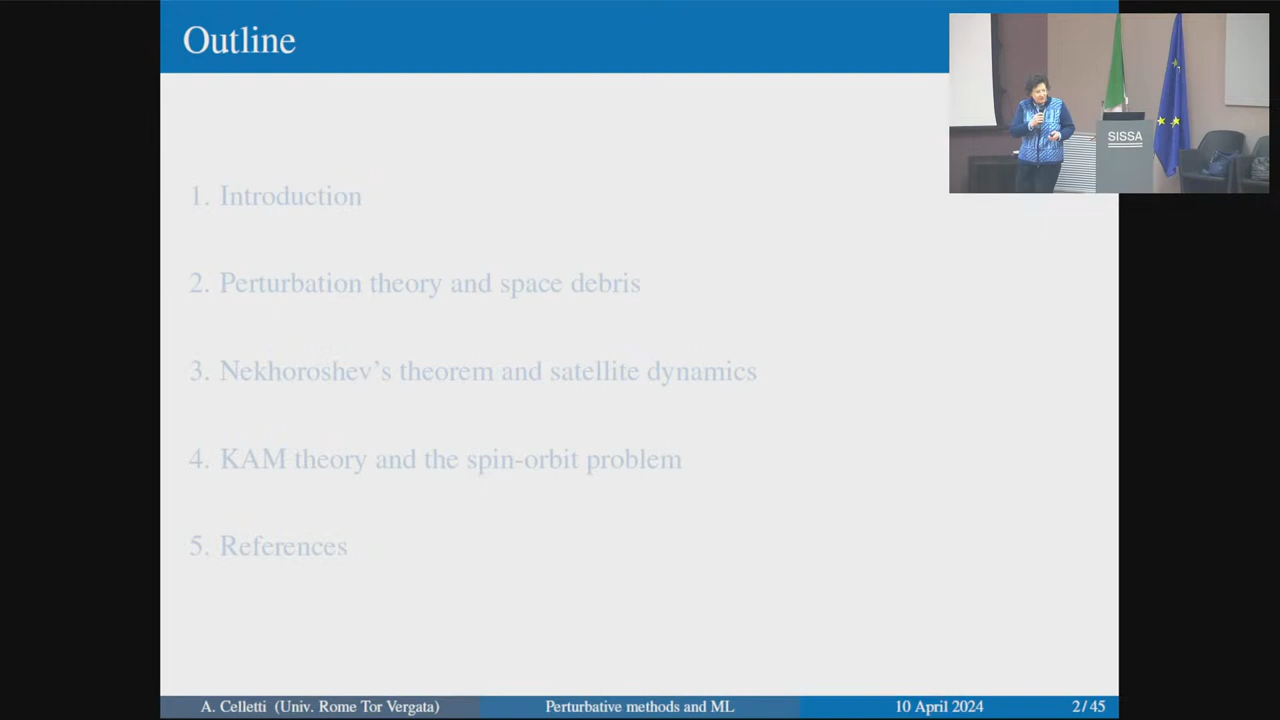 Outline
SISSA
1. Introduction
2. Perturbation theory and space debris
3. Nekhoroshev's theorem and satellite dynamics
4. KAM theory and the spin-orbit problem
5. References
A. Celletti (Univ. Rome Tor Vergata)
Perturbative methods and ML
10 April 2024
2 / 45